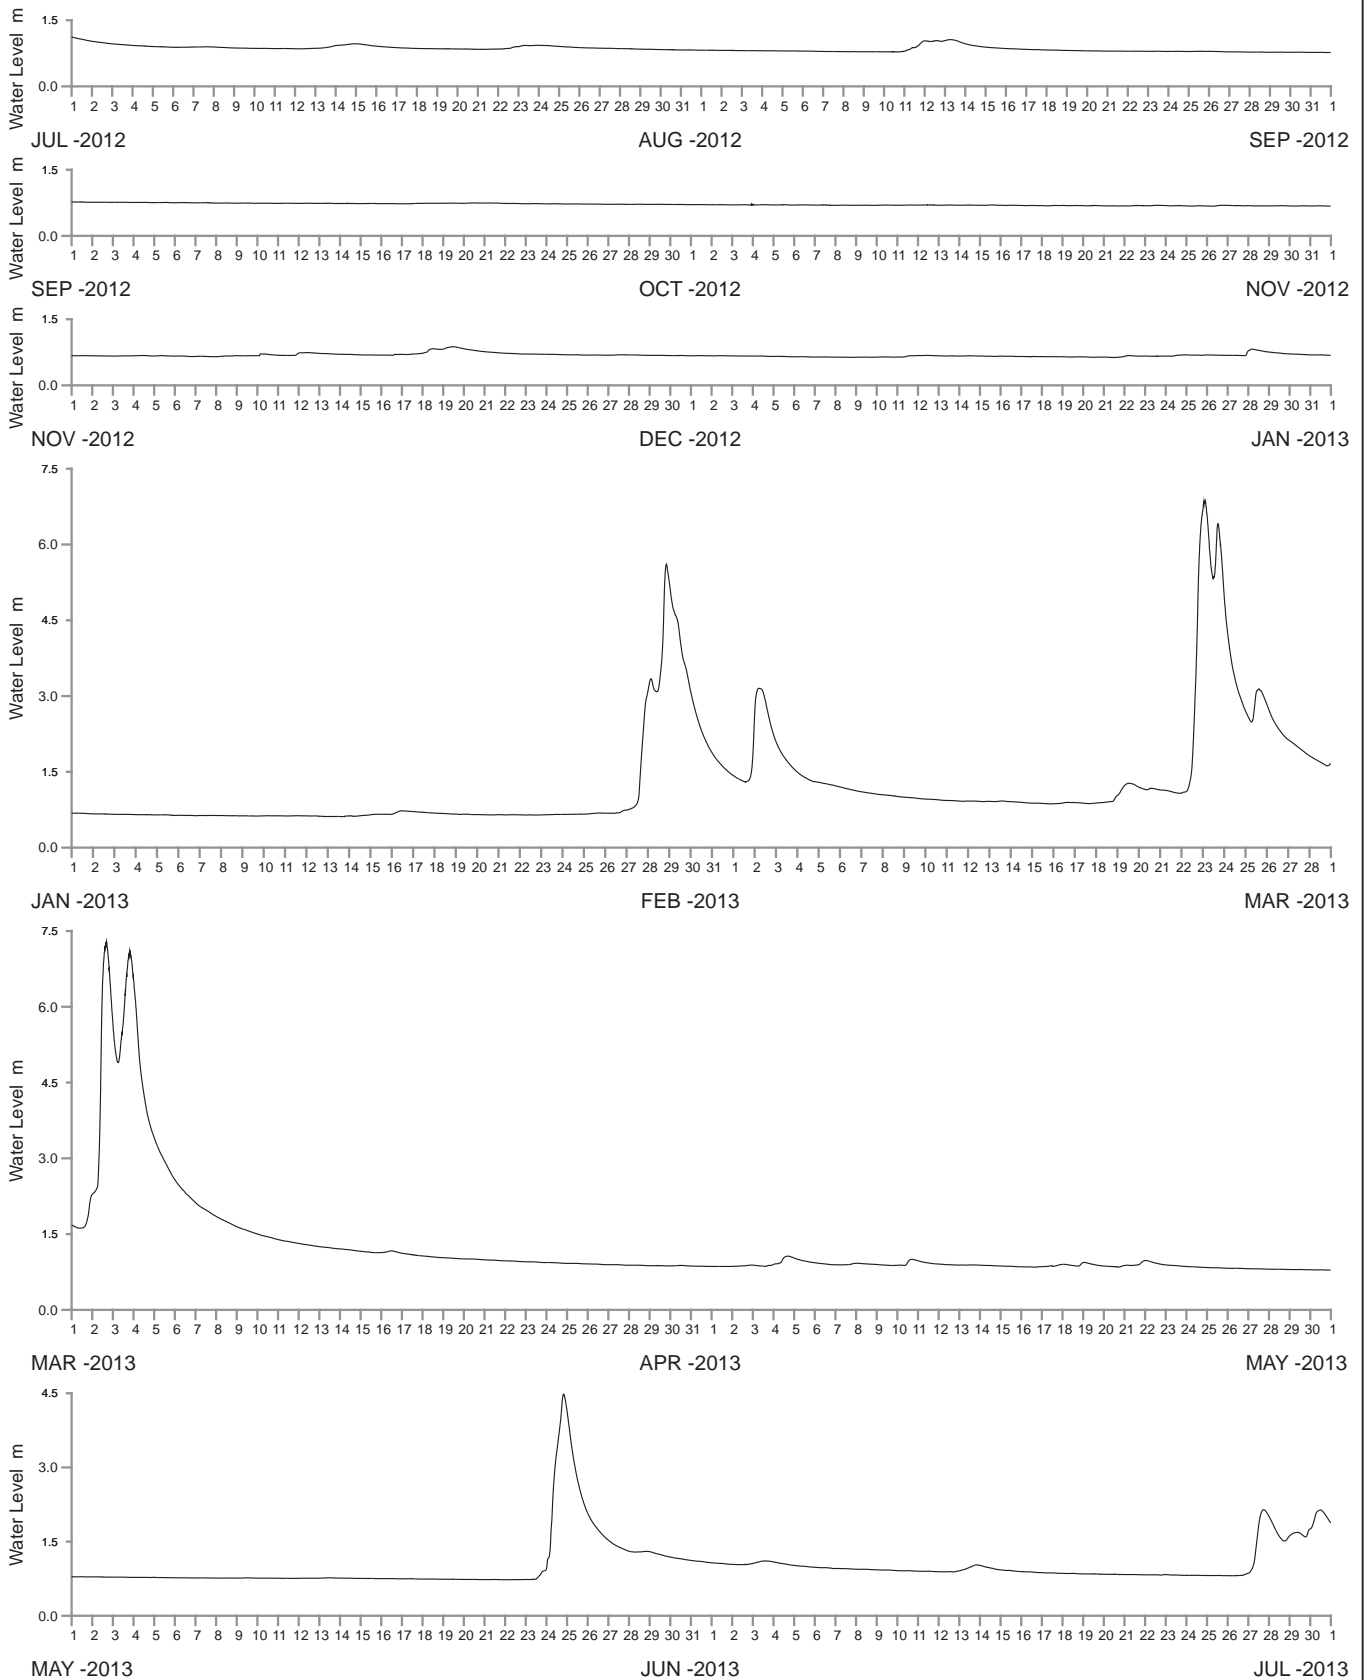 Water Level m
1.5
0.0
1 2 3 4 5 6 7 8 9 10 11 12 13 14 15 16 17 18 19 20 21 22 23 24 25 26 27 28 29 30 31 1 2 3 4 5 6 7 8 9 10 11 12 13 14 15 16 17 18 19 20 21 22 23 24 25 26 27 28 29 30 31 1
JUL -2012 AUG -2012 SEP -2012
Water Level m
1.5
0.0
1 2 3 4 5 6 7 8 9 10 11 12 13 14 15 16 17 18 19 20 21 22 23 24 25 26 27 28 29 30 1 2 3 4 5 6 7 8 9 10 11 12 13 14 15 16 17 18 19 20 21 22 23 24 25 26 27 28 29 30 31 1
SEP -2012 OCT -2012 NOV -2012
Water Level m
1.5
0.0
1 2 3 4 5 6 7 8 9 10 11 12 13 14 15 16 17 18 19 20 21 22 23 24 25 26 27 28 29 30 1 2 3 4 5 6 7 8 9 10 11 12 13 14 15 16 17 18 19 20 21 22 23 24 25 26 27 28 29 30 31 1
NOV -2012 DEC -2012 JAN -2013
Water Level m
7.5
6.0
4.5
3.0
1.5
0.0
1 2 3 4 5 6 7 8 9 10 11 12 13 14 15 16 17 18 19 20 21 22 23 24 25 26 27 28 29 30 31 1 2 3 4 5 6 7 8 9 10 11 12 13 14 15 16 17 18 19 20 21 22 23 24 25 26 27 28 1
JAN -2013 FEB -2013 MAR -2013
Water Level m
7.5
6.0
4.5
3.0
1.5
0.0
1 2 3 4 5 6 7 8 9 10 11 12 13 14 15 16 17 18 19 20 21 22 23 24 25 26 27 28 29 30 31 1 2 3 4 5 6 7 8 9 10 11 12 13 14 15 16 17 18 19 20 21 22 23 24 25 26 27 28 29 30 1
MAR -2013 APR -2013 MAY -2013
Water Level m
4.5
3.0
1.5
0.0
1 2 3 4 5 6 7 8 9 10 11 12 13 14 15 16 17 18 19 20 21 22 23 24 25 26 27 28 29 30 31 1 2 3 4 5 6 7 8 9 10 11 12 13 14 15 16 17 18 19 20 21 22 23 24 25 26 27 28 29 30 1
MAY -2013 JUN -2013 JUL -2013